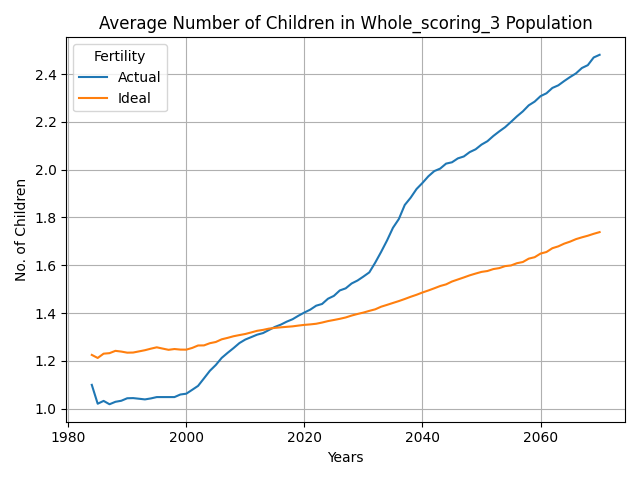 Average Number of Children in Whole_scoring_3 Population
Fertility
Actual
Ideal
No. of Children
2.4
2.2
2.0
1.8
1.6
1.4
1.2
1.0
1980
2000
2020
2040
2060
Years